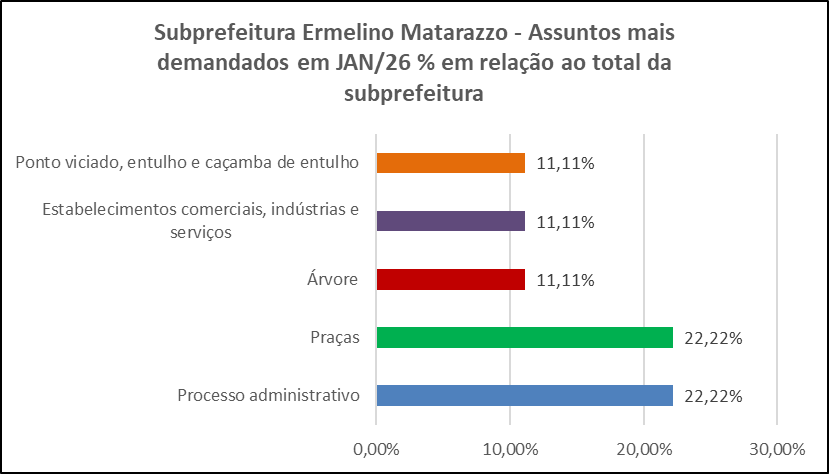 Subprefeitura Ermelino Matarazzo - Assuntos mais
demandados em JAN/26 % em relação ao total da
subprefeitura
Ponto viciado, entulho e caçamba de entulho
11,11%
Estabelecimentos comerciais, indústrias e
serviços
11,11%
Árvore
11,11%
Praças
22,22%
Processo administrativo
22,22%
0,00%
10,00%
20,00%
30,00%